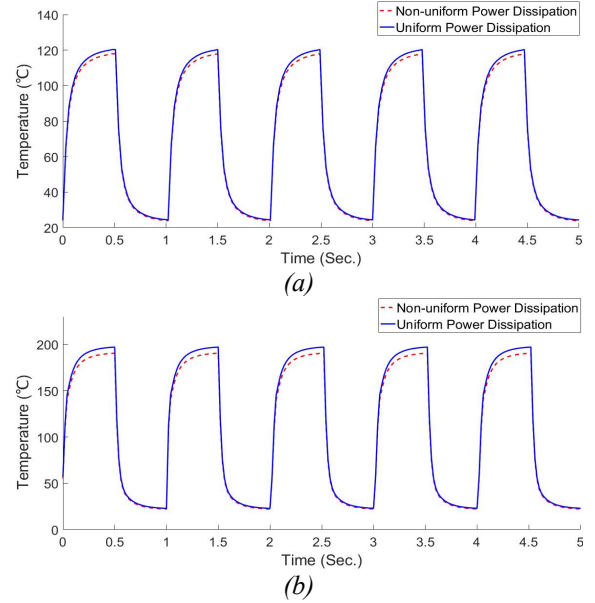 Non-uniform Power Dissipation
Uniform Power Dissipation
Temperature (℃)
140
120
100
80
60
40
20
0 0.5 1 1.5 2 2.5 3 3.5 4 4.5 5
Time (Sec.)
(a)
Non-uniform Power Dissipation
Uniform Power Dissipation
Temperature (℃)
200
150
100
50
0
0 0.5 1 1.5 2 2.5 3 3.5 4 4.5 5
Time (Sec.)
(b)